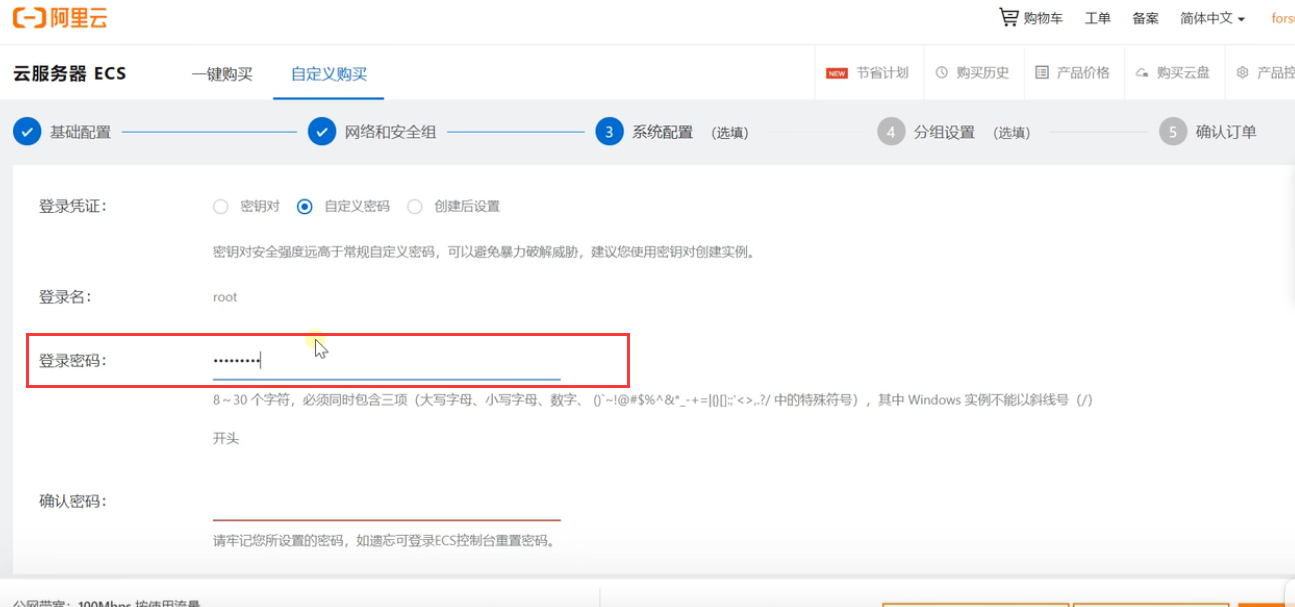 阿里云 购物车 工单 备案 简体中文 fors
云服务器 ECS 一键购买 自定义购买 NEW 节省计划 购买历史 产品价格 购买云盘 产品控
基础配置 网络和安全组 3 系统配置 (选填) 4 分组设置 (选填) 5 确认订单
登录凭证： 密钥对 自定义密码 创建后设置
密钥对安全强度远高于常规自定义密码，可以避免暴力破解威胁，建议您使用密钥对创建实例。
登录名： root
登录密码： •••••••••
8 ~ 30 个字符，必须同时包含三项（大写字母、小写字母、数字、 ()`~!@#$%^&*_-+=|{}[]:;'<>,.?/ 中的特殊符号），其中 Windows 实例不能以斜线号（/）
开头
确认密码：
请牢记您所设置的密码，如遗忘可登录ECS控制台重置密码。
公网带宽：100Mbps 按使用流量